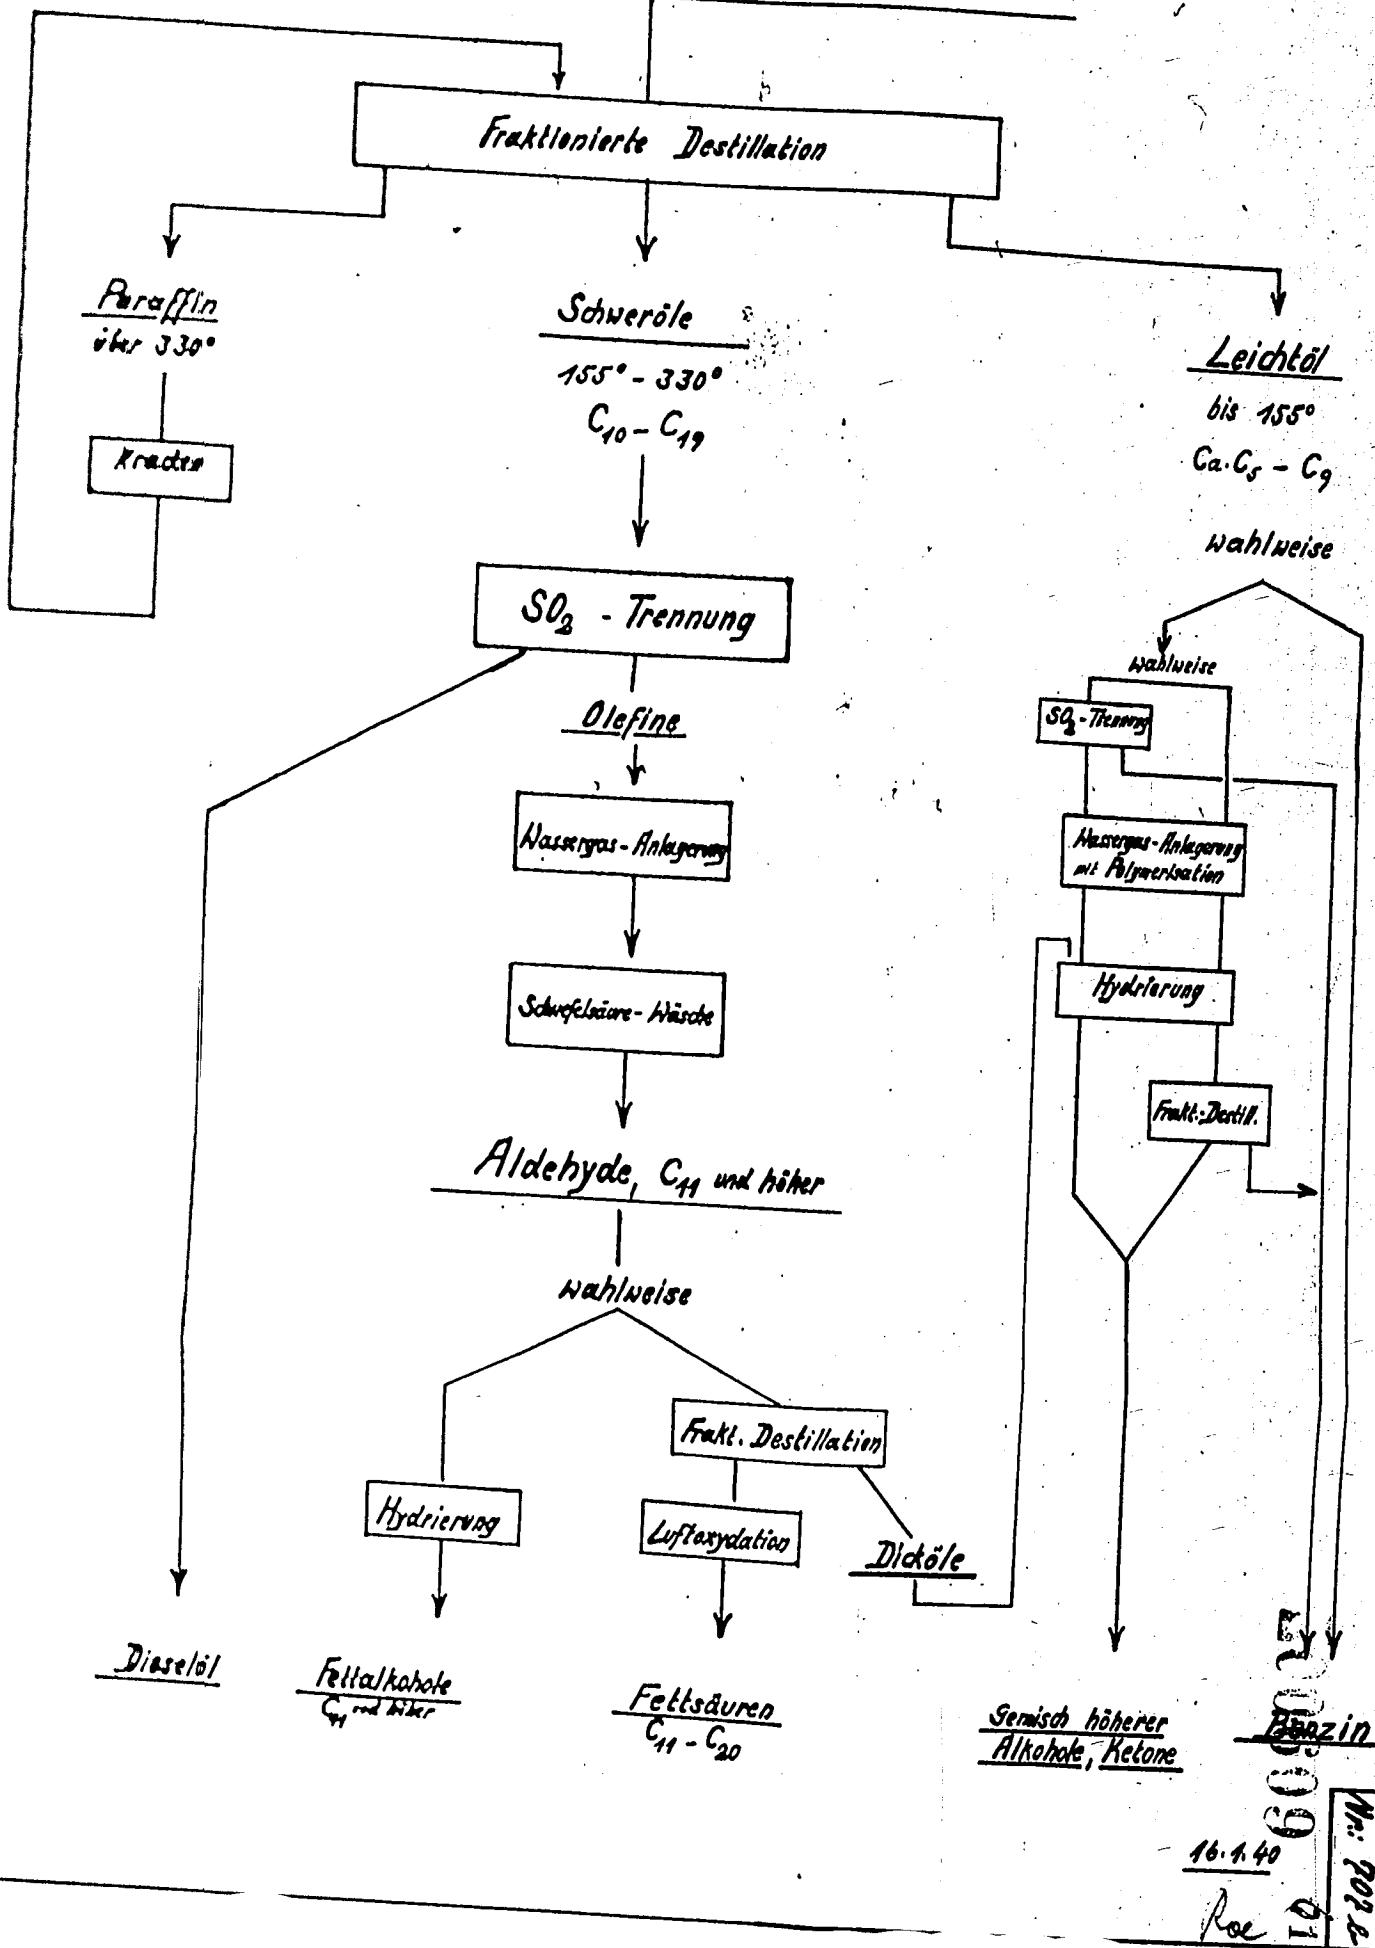 Fraktionierte Destillation
Paraffin
über 330°
Kracken
Schweröle
155° - 330°
C10 - C19
Leichtöl
bis 155°
Ca. C5 - C9
wahlweise
SO2 - Trennung
Olefine
Wassergas-Anlagerung
Schwefelsäure-Wäsche
Aldehyde, C11 und höher
wahlweise
Frakt. Destillation
Hydrierung
Luftoxydation
Dicköle
wahlweise
SO2-Trennung
Wassergas-Anlagerung
mit Polymerisation
Hydrierung
Frakt.-Destill.
Dieselöl
Fettalkohole
C11 und höher
Fettsäuren
C11 - C20
Gemisch höherer
Alkohole, Ketone
Benzin
16.1.40
Roe